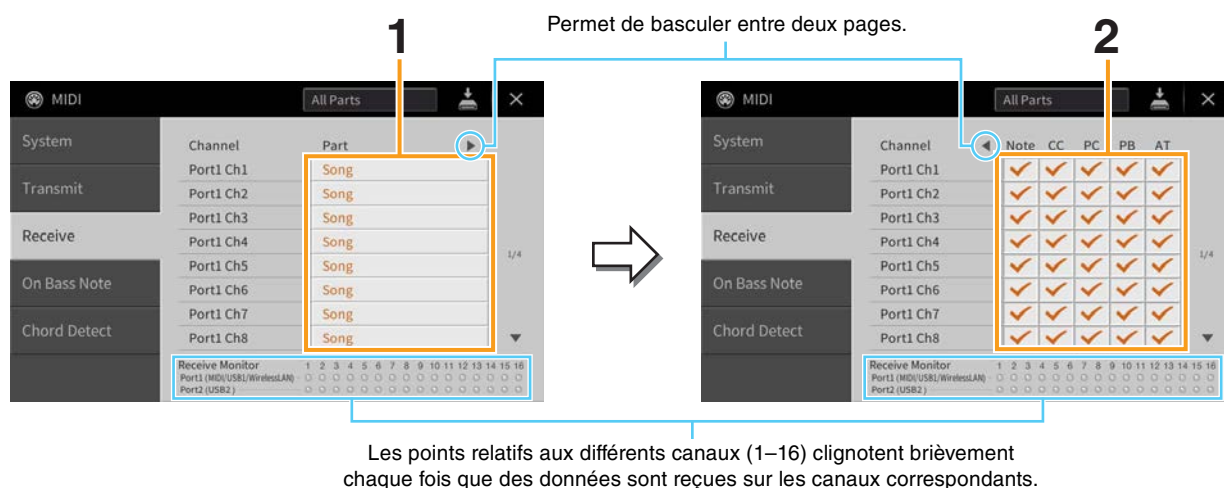 1
Permet de basculer entre deux pages.
2
MIDI
All Parts
System
Transmit
Receive
On Bass Note
Chord Detect
Channel Part
Port1 Ch1 Song
Port1 Ch2 Song
Port1 Ch3 Song
Port1 Ch4 Song
Port1 Ch5 Song
Port1 Ch6 Song
Port1 Ch7 Song
Port1 Ch8 Song
1/4
Receive Monitor 1 2 3 4 5 6 7 8 9 10 11 12 13 14 15 16
Port1 (MIDI/USB1/WirelessLAN)
Port2 (USB2)
MIDI
All Parts
System
Transmit
Receive
On Bass Note
Chord Detect
Channel Note CC PC PB AT
Port1 Ch1
Port1 Ch2
Port1 Ch3
Port1 Ch4
Port1 Ch5
Port1 Ch6
Port1 Ch7
Port1 Ch8
1/4
Receive Monitor 1 2 3 4 5 6 7 8 9 10 11 12 13 14 15 16
Port1 (MIDI/USB1/WirelessLAN)
Port2 (USB2)
Les points relatifs aux différents canaux (1–16) clignotent brièvement
chaque fois que des données sont reçues sur les canaux correspondants.